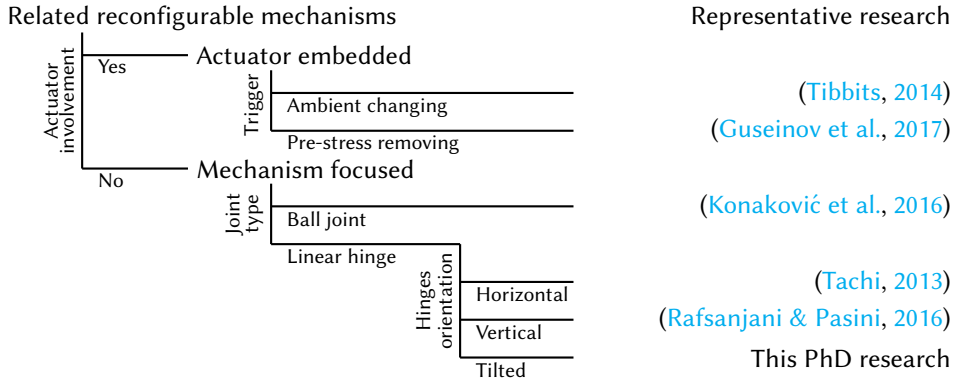 Related reconfigurable mechanisms Representative research
Actuator
involvement
Yes
Actuator embedded
Trigger
Ambient changing
(Tibbits, 2014)
Pre-stress removing
(Guseinov et al., 2017)
No
Mechanism focused
Joint
type
Ball joint
(Konaković et al., 2016)
Linear hinge
Hinges
orientation
Horizontal
(Tachi, 2013)
Vertical
(Rafsanjani & Pasini, 2016)
Tilted
This PhD research